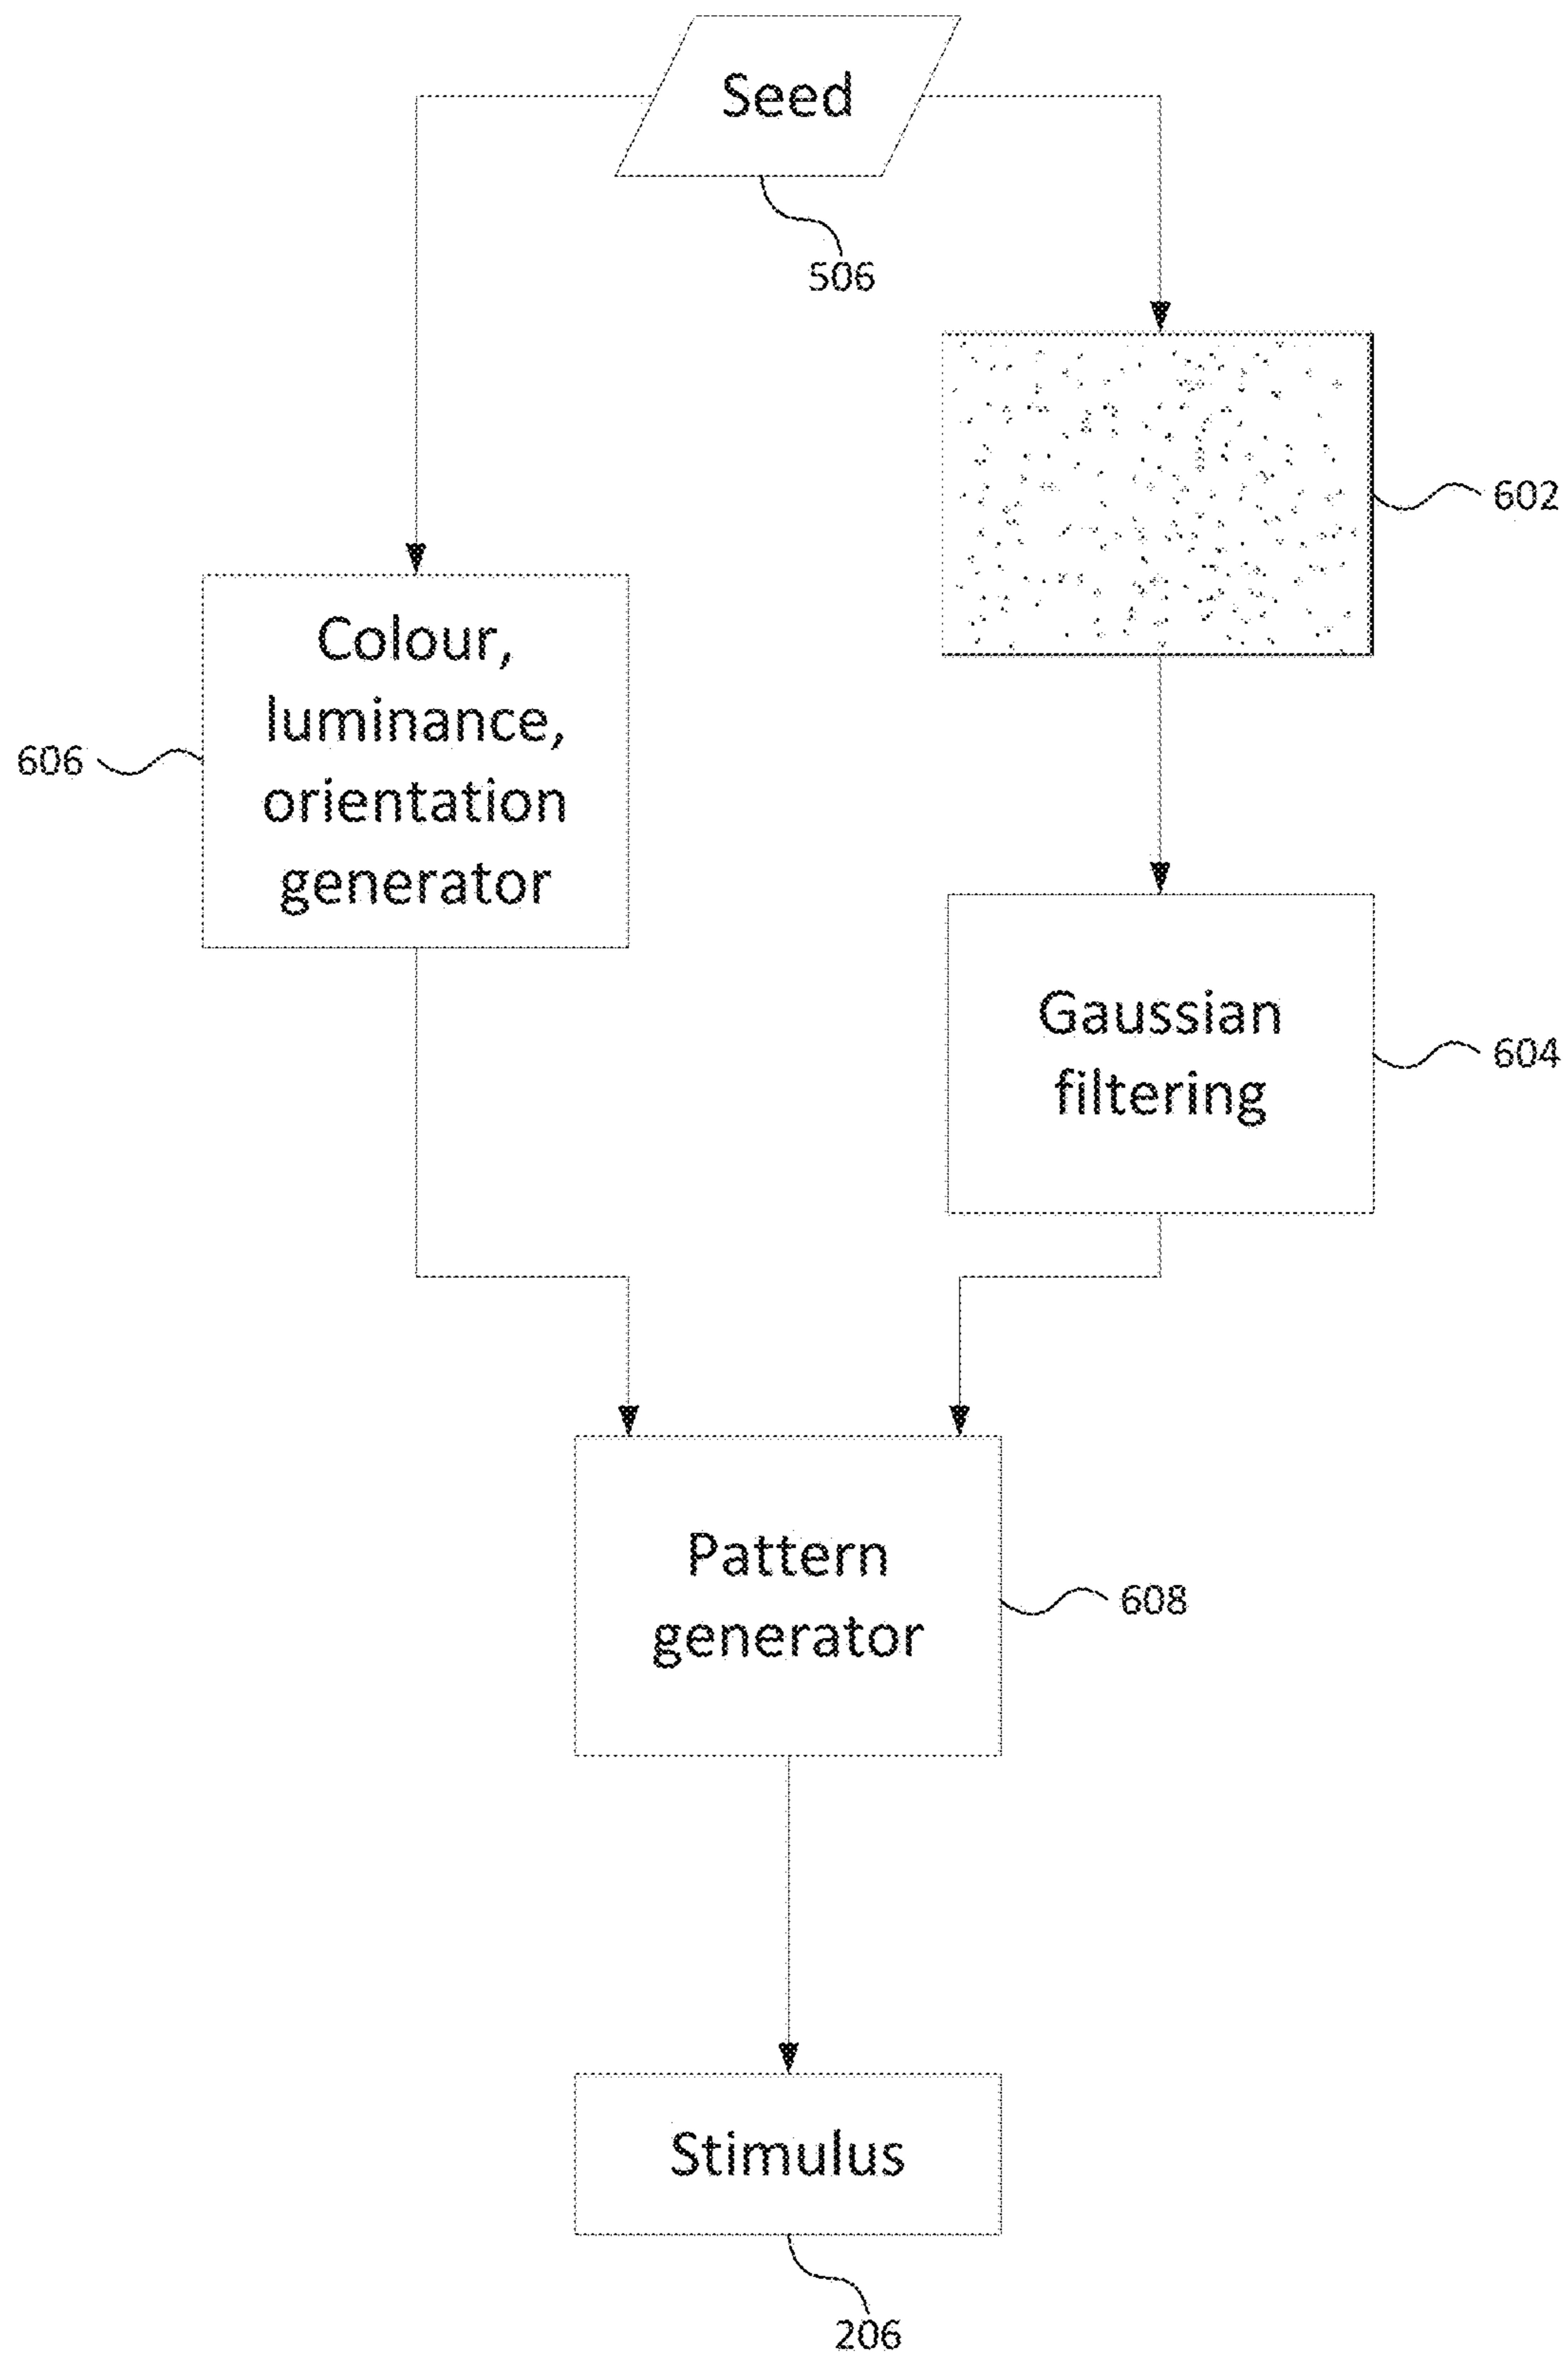 Seed
506
602
Colour,
luminance,
orientation
generator
606
Gaussian
filtering
604
Pattern
generator
608
Stimulus
206